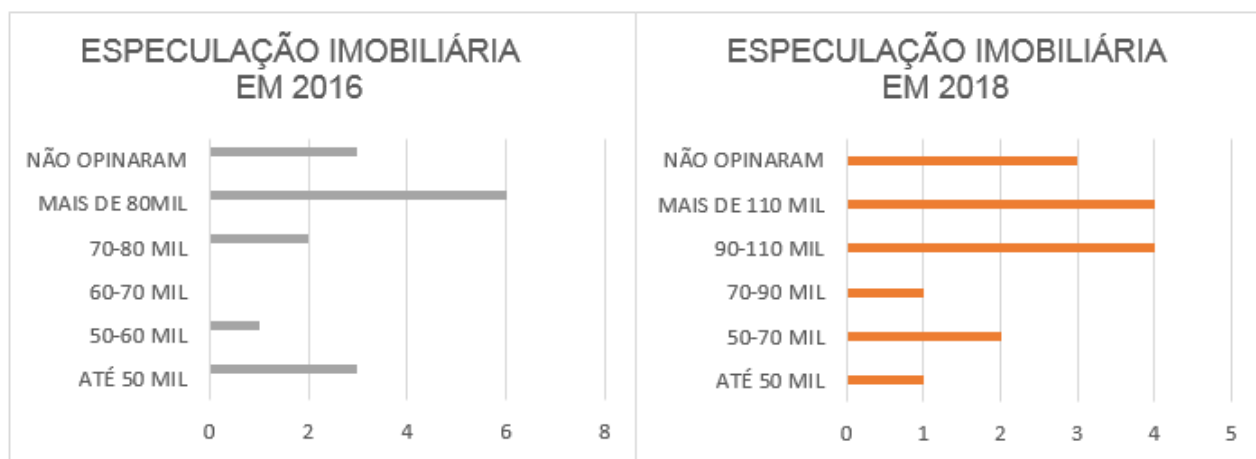 ESPECULAÇÃO IMOBILIÁRIA
EM 2016
NÃO OPINARAM
MAIS DE 80MIL
70-80 MIL
60-70 MIL
50-60 MIL
ATÉ 50 MIL
0 2 4 6 8
ESPECULAÇÃO IMOBILIÁRIA
EM 2018
NÃO OPINARAM
MAIS DE 110 MIL
90-110 MIL
70-90 MIL
50-70 MIL
ATÉ 50 MIL
0 1 2 3 4 5